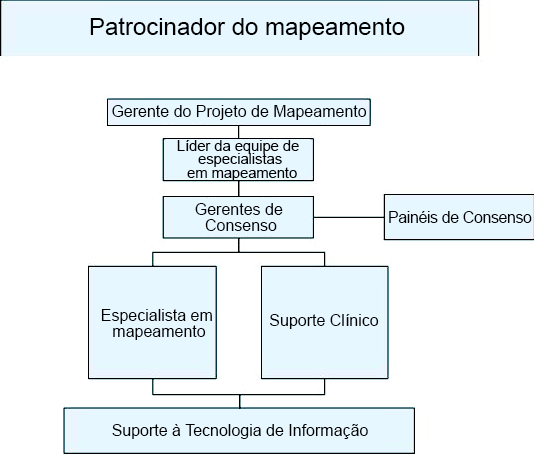 Patrocinador do mapeamento
Gerente do Projeto de Mapeamento
Líder da equipe de
especialistas
em mapeamento
Gerentes de
Consenso
Painéis de Consenso
Especialista em
mapeamento
Suporte Clínico
Suporte à Tecnologia de Informação